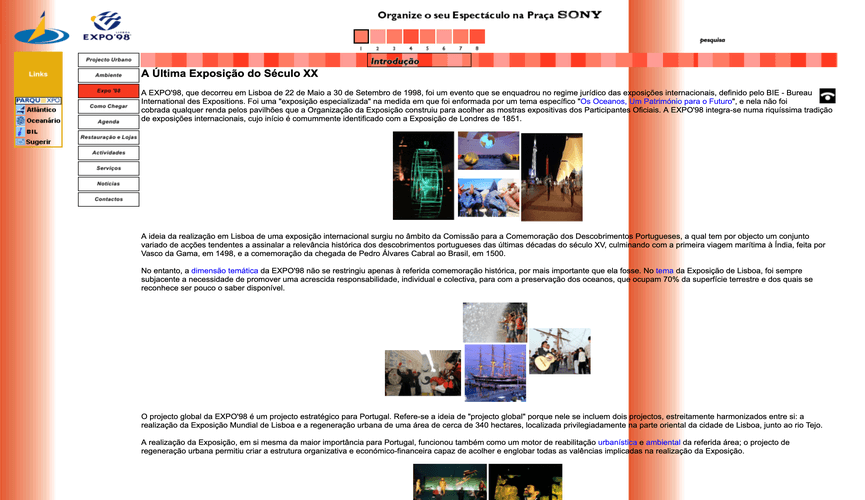 Organize o seu Espectáculo na Praça SONY
EXPO'98
1 2 3 4 5 6 7 8
pesquisa
Introdução
Links
PARQUE EXPO
Atlântico
Oceanário
BIL
Sugerir
Projecto Urbano
Ambiente
Expo '98
Como Chegar
Agenda
Restauração e Lojas
Actividades
Serviços
Notícias
Contactos
A Última Exposição do Século XX
A EXPO'98, que decorreu em Lisboa de 22 de Maio a 30 de Setembro de 1998, foi um evento que se enquadrou no regime jurídico das exposições internacionais, definido pelo BIE - Bureau
International des Expositions. Foi uma "exposição especializada" na medida em que foi enformada por um tema específico "Os Oceanos, Um Património para o Futuro", e nela não foi
cobrada qualquer renda pelos pavilhões que a Organização da Exposição construiu para acolher as mostras expositivas dos Participantes Oficiais. A EXPO'98 integra-se numa riquíssima tradição
de exposições internacionais, cujo início é comummente identificado com a Exposição de Londres de 1851.
A ideia da realização em Lisboa de uma exposição internacional surgiu no âmbito da Comissão para a Comemoração dos Descobrimentos Portugueses, a qual tem por objecto um conjunto
variado de acções tendentes a assinalar a relevância histórica dos descobrimentos portugueses das últimas décadas do século XV, culminando com a primeira viagem marítima à Índia, feita por
Vasco da Gama, em 1498, e a comemoração da chegada de Pedro Álvares Cabral ao Brasil, em 1500.
No entanto, a dimensão temática da EXPO'98 não se restringiu apenas à referida comemoração histórica, por mais importante que ela fosse. No tema da Exposição de Lisboa, foi sempre
subjacente a necessidade de promover uma acrescida responsabilidade, individual e colectiva, para com a preservação dos oceanos, que ocupam 70% da superfície terrestre e dos quais se
reconhece ser pouco o saber disponível.
O projecto global da EXPO'98 é um projecto estratégico para Portugal. Refere-se a ideia de "projecto global" porque nele se incluem dois projectos, estreitamente harmonizados entre si: a
realização da Exposição Mundial de Lisboa e a regeneração urbana de uma área de cerca de 340 hectares, localizada privilegiadamente na parte oriental da cidade de Lisboa, junto ao rio Tejo.
A realização da Exposição, em si mesma da maior importância para Portugal, funcionou também como um motor de reabilitação urbanística e ambiental da referida área; o projecto de
regeneração urbana permitiu criar a estrutura organizativa e económico-financeira capaz de acolher e englobar todas as valências implicadas na realização da Exposição.